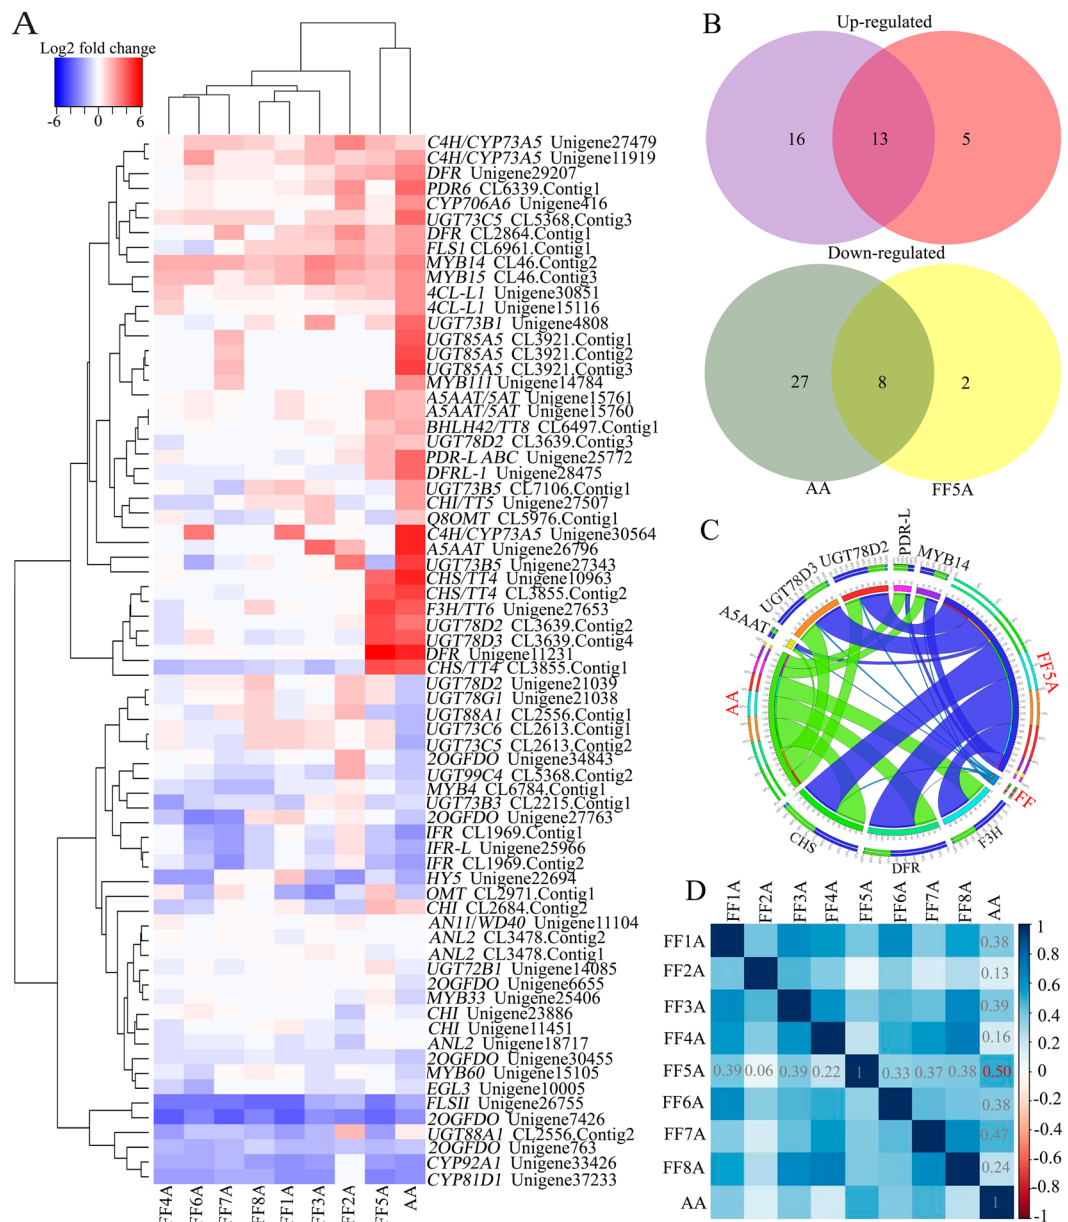 A
Log2 fold change
-6 0 6
C4H/CYP73A5 Unigene27479
C4H/CYP73A5 Unigene11919
DFR Unigene29207
PDR6 CL6339.Contig1
CYP706A6 Unigene416
UGT73C5 CL5368.Contig3
DFR CL2864.Contig1
FLS1 CL6961.Contig1
MYB14 CL46.Contig2
MYB15 CL46.Contig3
4CL-L1 Unigene30851
4CL-L1 Unigene15116
UGT73B1 Unigene4808
UGT85A5 CL3921.Contig1
UGT85A5 CL3921.Contig2
UGT85A5 CL3921.Contig3
MYB111 Unigene14784
A5AAT/5AT Unigene15761
A5AAT/5AT Unigene15760
BHLH42/TT8 CL6497.Contig1
UGT78D2 CL3639.Contig3
PDR-L ABC Unigene25772
DFRL-1 Unigene28475
UGT73B5 CL7106.Contig1
CHI/TT5 Unigene27507
Q8OMT CL5976.Contig1
C4H/CYP73A5 Unigene30564
A5AAT Unigene26796
UGT73B5 Unigene27343
CHS/TT4 Unigene10963
CHS/TT4 CL3855.Contig2
F3H/TT6 Unigene27653
UGT78D2 CL3639.Contig2
UGT78D3 CL3639.Contig4
DFR Unigene11231
CHS/TT4 CL3855.Contig1
UGT78D2 Unigene21039
UGT78G1 Unigene21038
UGT88A1 CL2556.Contig1
UGT73C6 CL2613.Contig1
UGT73C5 CL2613.Contig2
2OGFDO Unigene34843
UGT99C4 CL5368.Contig2
MYB4 CL6784.Contig1
UGT73B3 CL2215.Contig1
2OGFDO Unigene27763
IFR CL1969.Contig1
IFR-L Unigene25966
IFR CL1969.Contig2
HY5 Unigene22694
OMT CL2971.Contig1
CHI CL2684.Contig2
AN11/WD40 Unigene11104
ANL2 CL3478.Contig2
ANL2 CL3478.Contig1
UGT72B1 Unigene14085
2OGFDO Unigene6655
MYB33 Unigene25406
CHI Unigene23886
CHI Unigene11451
ANL2 Unigene18717
2OGFDO Unigene30455
MYB60 Unigene15105
EGL3 Unigene10005
FLSII Unigene26755
2OGFDO Unigene7426
UGT88A1 CL2556.Contig2
2OGFDO Unigene763
CYP92A1 Unigene33426
CYP81D1 Unigene37233
FF4A FF6A FF7A FF8A FF1A FF3A FF2A FF5A AA
B
Up-regulated
16 13 5
Down-regulated
27 8 2
AA FF5A
C
A5AAT UGT78D3 UGT78D2 PDR-L MYB14
AA FF5A
FF
CHS DFR F3H
D
FF1A FF2A FF3A FF4A FF5A FF6A FF7A FF8A AA
FF1A 0.38
FF2A 0.13
FF3A 0.39
FF4A 0.16
FF5A 0.39 0.06 0.39 0.22 1 0.33 0.37 0.38 0.50
FF6A 0.38
FF7A 0.47
FF8A 0.24
AA 1
1
0.8
0.6
0.4
0.2
0
-0.2
-0.4
-0.6
-0.8
-1